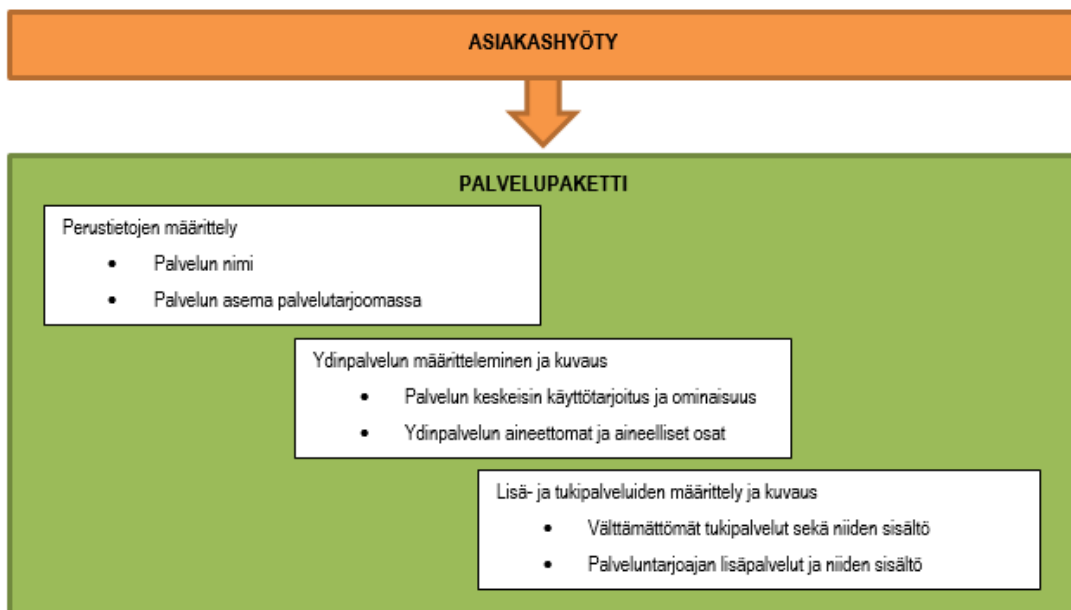 ASIAKASHYÖTY
PALVELUPAKETTI
Perustietojen määrittely
• Palvelun nimi
• Palvelun asema palvelutarjoomassa
Ydinpalvelun määritteleminen ja kuvaus
• Palvelun keskeisin käyttötarjoitus ja ominaisuus
• Ydinpalvelun aineettomat ja aineelliset osat
Lisä- ja tukipalveluiden määrittely ja kuvaus
• Välttämättömät tukipalvelut sekä niiden sisältö
• Palveluntarjoajan lisäpalvelut ja niiden sisältö